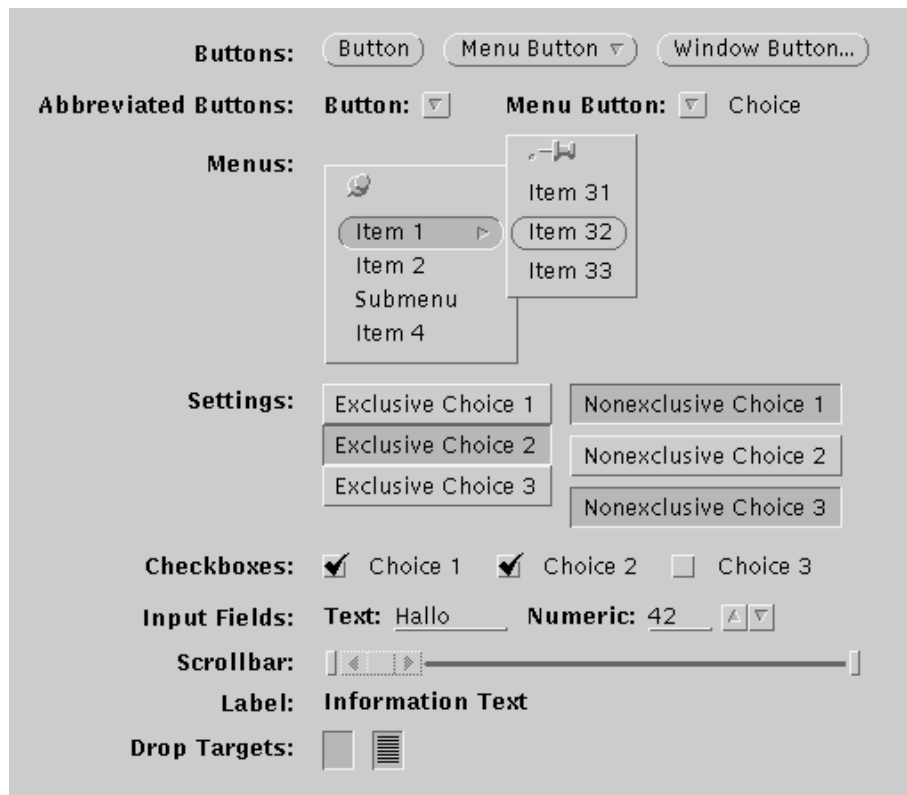 Buttons: Button Menu Button Window Button...
Abbreviated Buttons: Button: Menu Button: Choice
Menus:
Item 1
Item 2
Submenu
Item 4
Item 31
Item 32
Item 33
Settings:
Exclusive Choice 1
Exclusive Choice 2
Exclusive Choice 3
Nonexclusive Choice 1
Nonexclusive Choice 2
Nonexclusive Choice 3
Checkboxes: Choice 1 Choice 2 Choice 3
Input Fields: Text: Hallo Numeric: 42
Scrollbar:
Label: Information Text
Drop Targets: